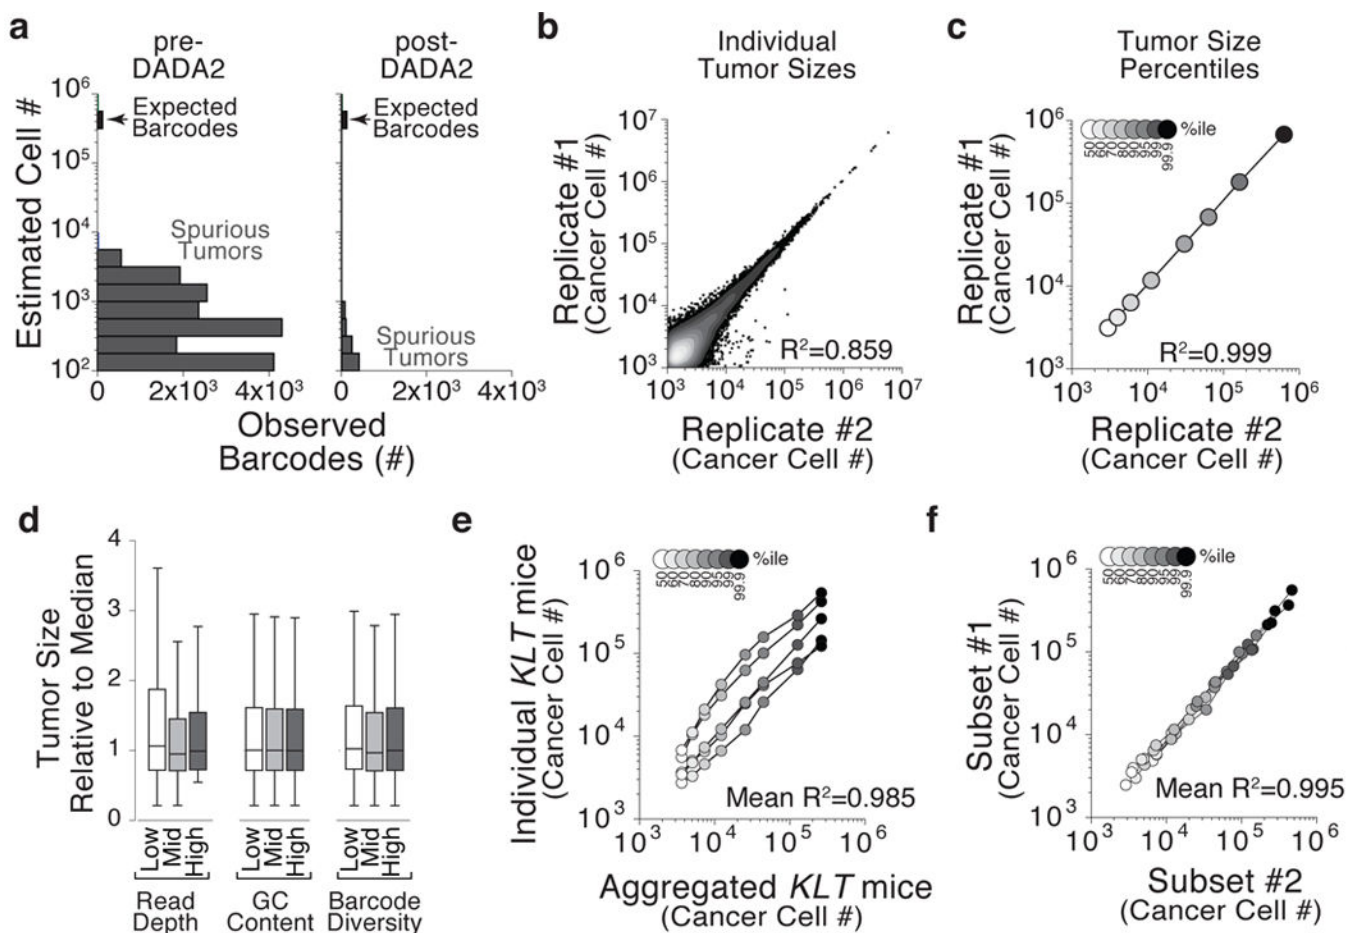 a
pre-
DADA2
post-
DADA2
Estimated Cell #
10⁶
10⁵
10⁴
10³
10²
Expected
Barcodes
Spurious
Tumors
Expected
Barcodes
Spurious
Tumors
0
2x10³
4x10³
0
2x10³
4x10³
Observed
Barcodes (#)
b
Individual
Tumor Sizes
Replicate #1
(Cancer Cell #)
10⁷
10⁶
10⁵
10⁴
10³
R²=0.859
10³
10⁴
10⁵
10⁶
10⁷
Replicate #2
(Cancer Cell #)
c
Tumor Size
Percentiles
Replicate #1
(Cancer Cell #)
10⁶
10⁵
10⁴
10³
%ile
50
60
70
80
90
95
99
99.9
R²=0.999
10³
10⁴
10⁵
10⁶
Replicate #2
(Cancer Cell #)
d
Tumor Size
Relative to Median
4
3
2
1
0
Low
Mid
High
Low
Mid
High
Low
Mid
High
Read
Depth
GC
Content
Barcode
Diversity
e
Individual KLT mice
(Cancer Cell #)
10⁶
10⁵
10⁴
10³
%ile
50
60
70
80
90
95
99
99.9
Mean R²=0.985
10³
10⁴
10⁵
10⁶
Aggregated KLT mice
(Cancer Cell #)
f
Subset #1
(Cancer Cell #)
10⁶
10⁵
10⁴
10³
%ile
50
60
70
80
90
95
99
99.9
Mean R²=0.995
10³
10⁴
10⁵
10⁶
Subset #2
(Cancer Cell #)